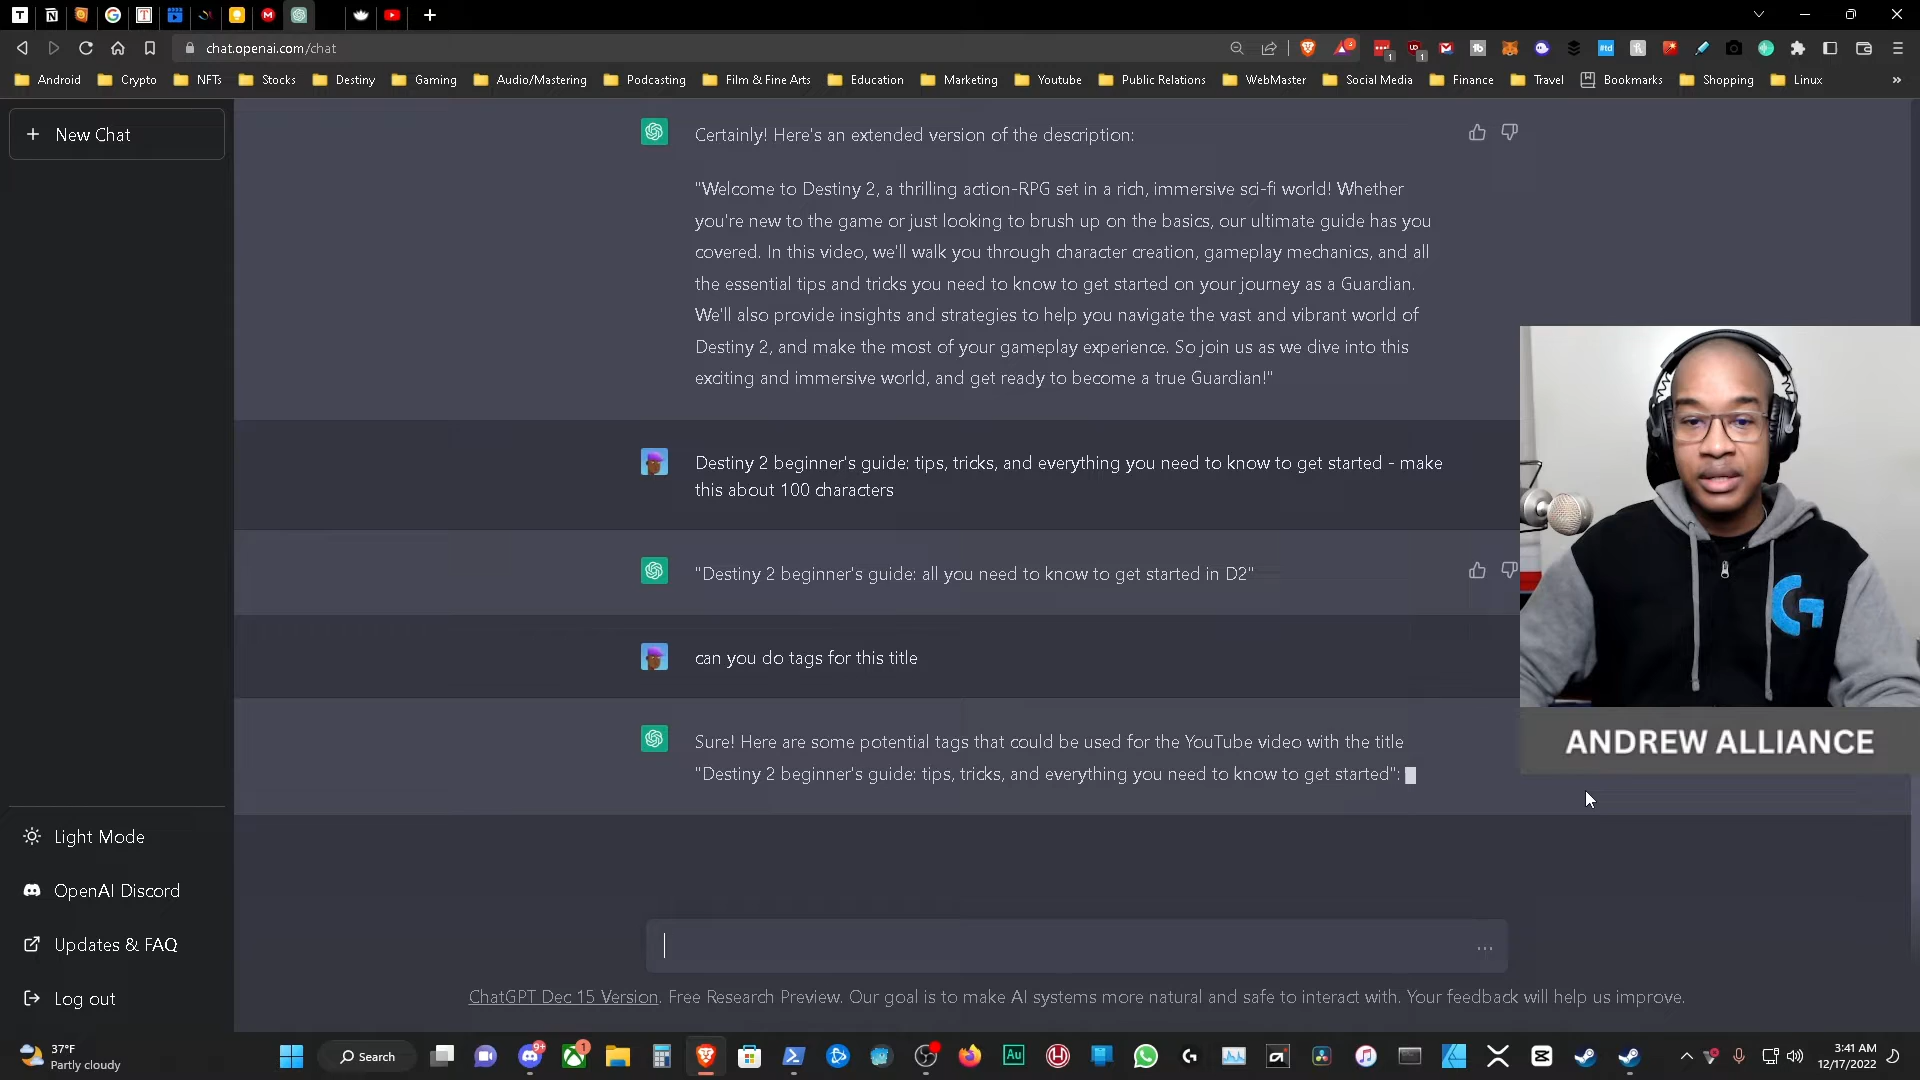 chat.openai.com/chat
Android
Crypto
NFTs
Stocks
Destiny
Gaming
Audio/Mastering
Podcasting
Film & Fine Arts
Education
Marketing
Youtube
Public Relations
WebMaster
Social Media
Finance
Travel
Bookmarks
Shopping
Linux
New Chat
Certainly! Here's an extended version of the description:
"Welcome to Destiny 2, a thrilling action-RPG set in a rich, immersive sci-fi world! Whether
you're new to the game or just looking to brush up on the basics, our ultimate guide has you
covered. In this video, we'll walk you through character creation, gameplay mechanics, and all
the essential tips and tricks you need to know to get started on your journey as a Guardian.
We'll also provide insights and strategies to help you navigate the vast and vibrant world of
Destiny 2, and make the most of your gameplay experience. So join us as we dive into this
exciting and immersive world, and get ready to become a true Guardian!"
Destiny 2 beginner's guide: tips, tricks, and everything you need to know to get started - make
this about 100 characters
"Destiny 2 beginner's guide: all you need to know to get started in D2"
can you do tags for this title
Sure! Here are some potential tags that could be used for the YouTube video with the title
"Destiny 2 beginner's guide: tips, tricks, and everything you need to know to get started":
ANDREW ALLIANCE
Light Mode
OpenAI Discord
Updates & FAQ
Log out
ChatGPT Dec 15 Version. Free Research Preview. Our goal is to make AI systems more natural and safe to interact with. Your feedback will help us improve.
37°F
Partly cloudy
Search
3:41 AM
12/17/2022